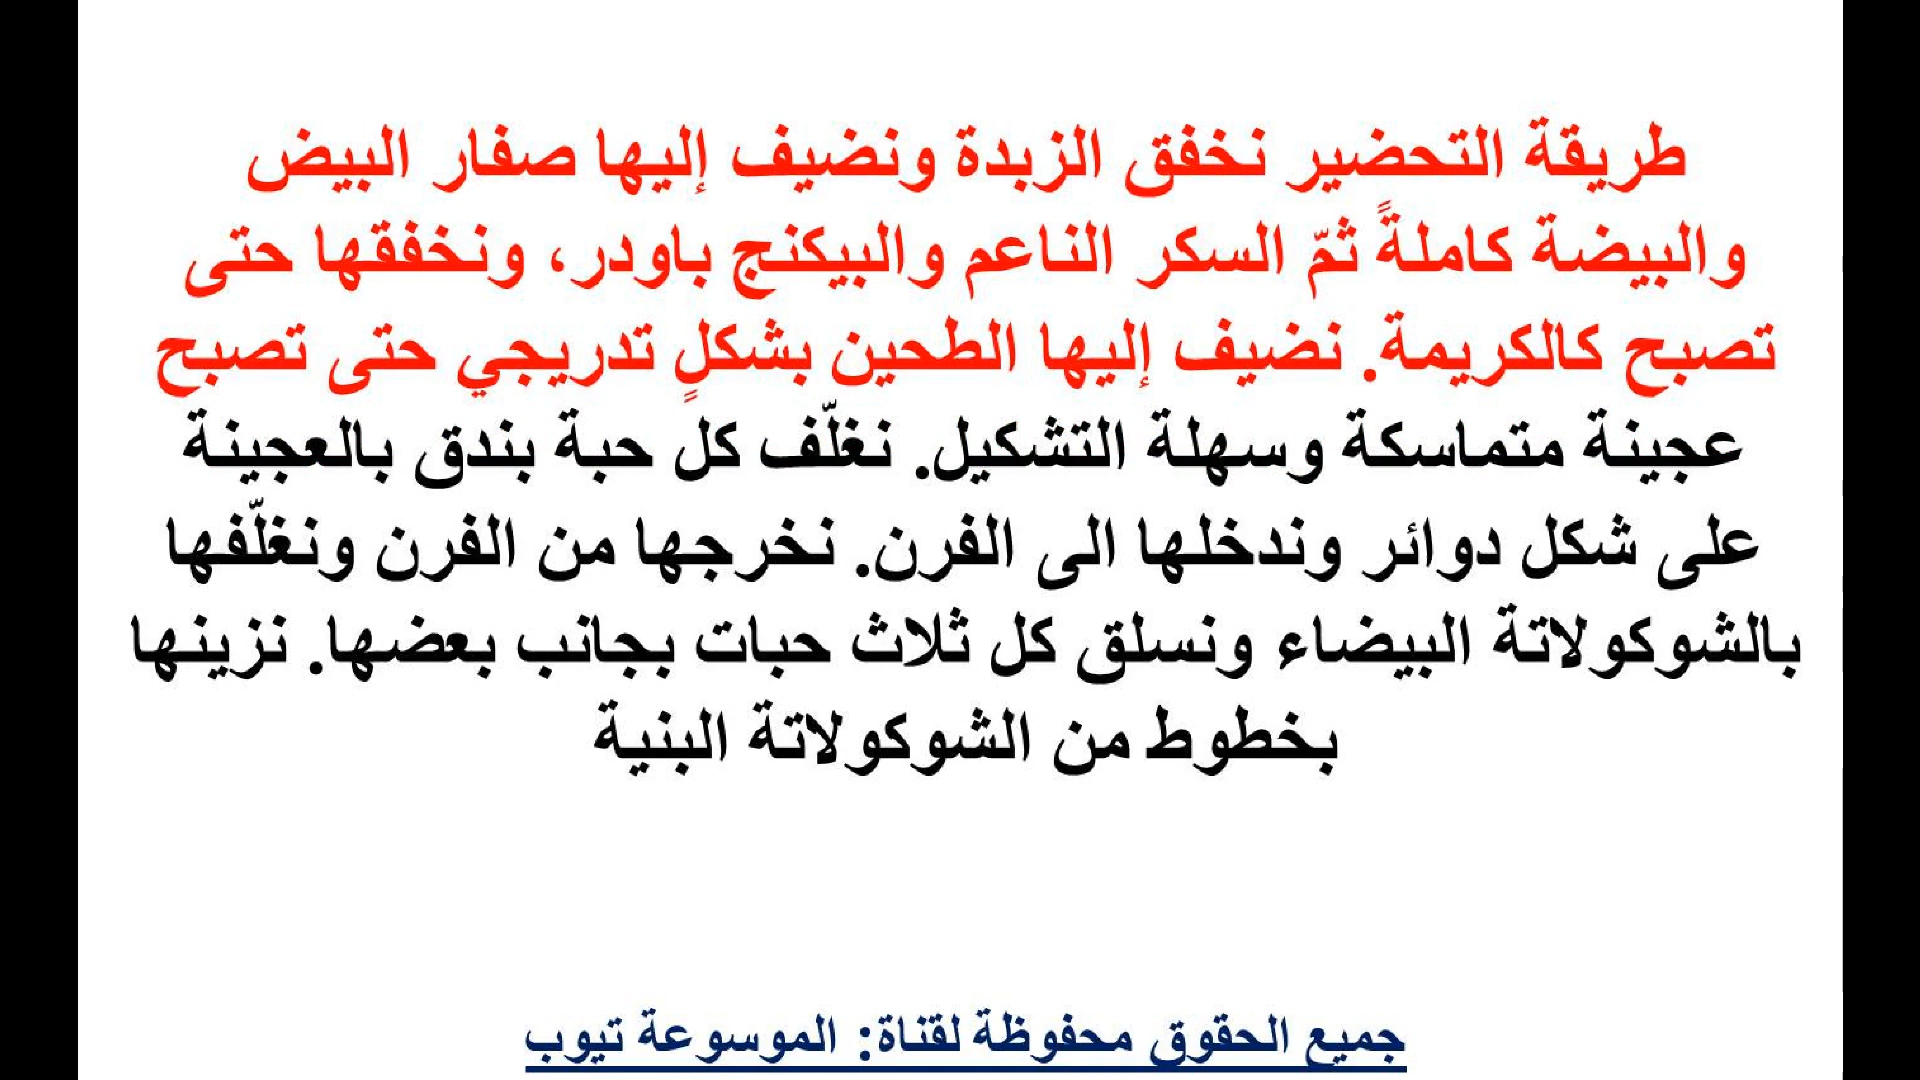 طريقة التحضير نخفق الزبدة ونضيف إليها صفار البيض
والبيضة كاملةً ثمّ السكر الناعم والبيكنج باودر، ونخفقها حتى
تصبح كالكريمة. نضيف إليها الطحين بشكلٍ تدريجي حتى تصبح
عجينة متماسكة وسهلة التشكيل. نغلّف كل حبة بندق بالعجينة
على شكل دوائر وندخلها الى الفرن. نخرجها من الفرن ونغلّفها
بالشوكولاتة البيضاء ونسلق كل ثلاث حبات بجانب بعضها. نزينها
بخطوط من الشوكولاتة البنية
جميع الحقوق محفوظة لقناة: الموسوعة تيوب